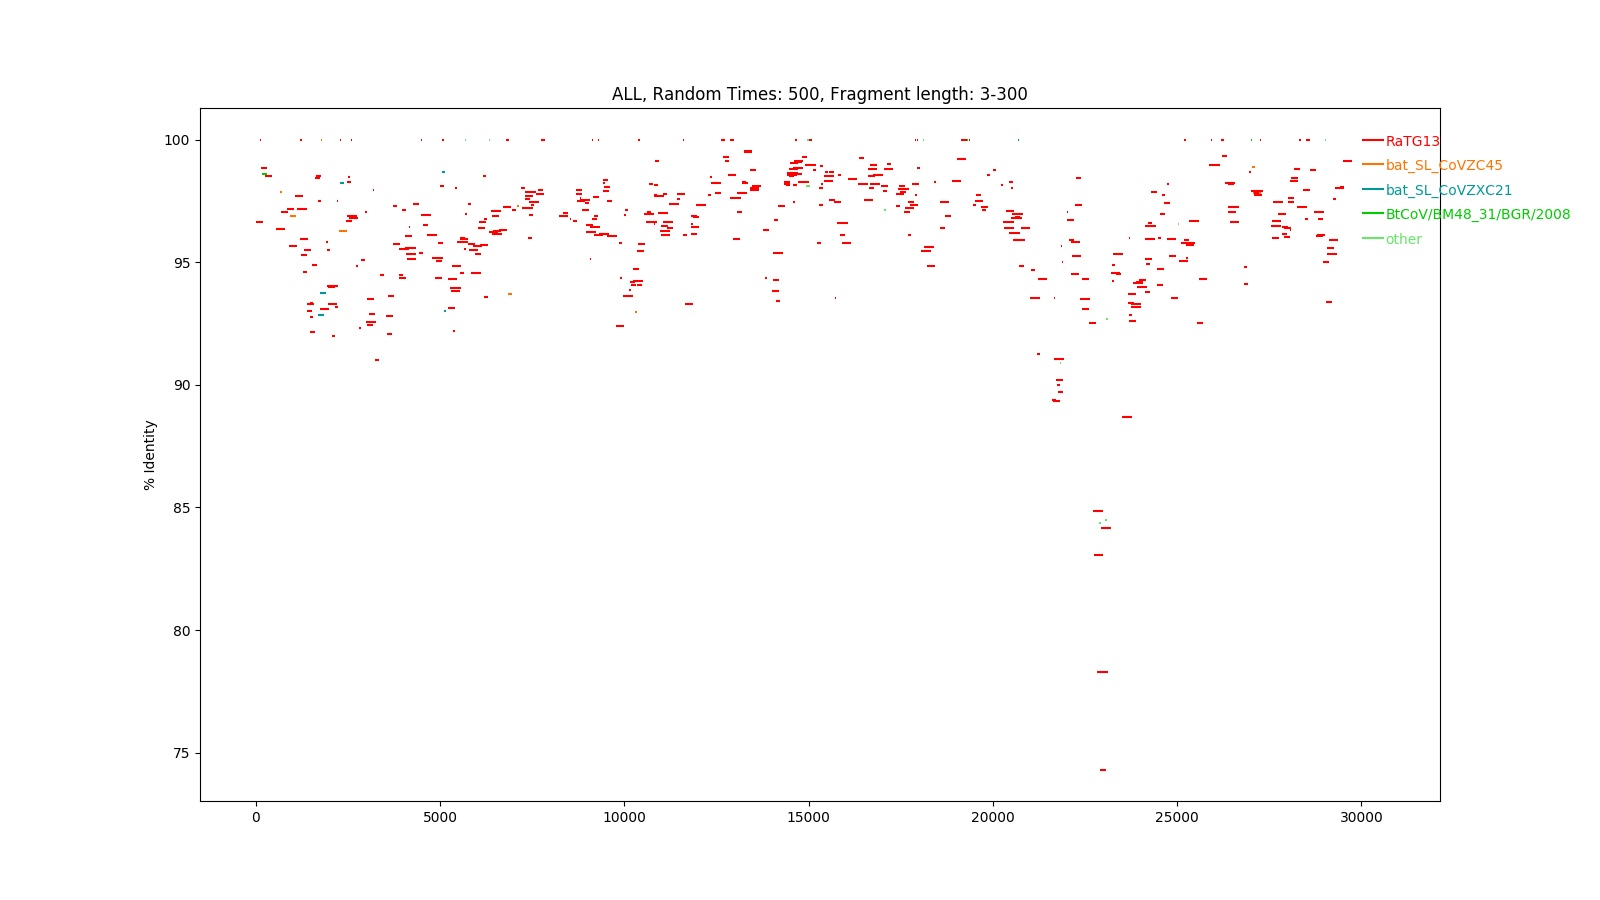 ALL, Random Times: 500, Fragment length: 3-300
100
95
90
85
80
75
% Identity
0
5000
10000
15000
20000
25000
30000
RaTG13
bat_SL_CoVZC45
bat_SL_CoVZXC21
BtCoV/BM48_31/BGR/2008
other